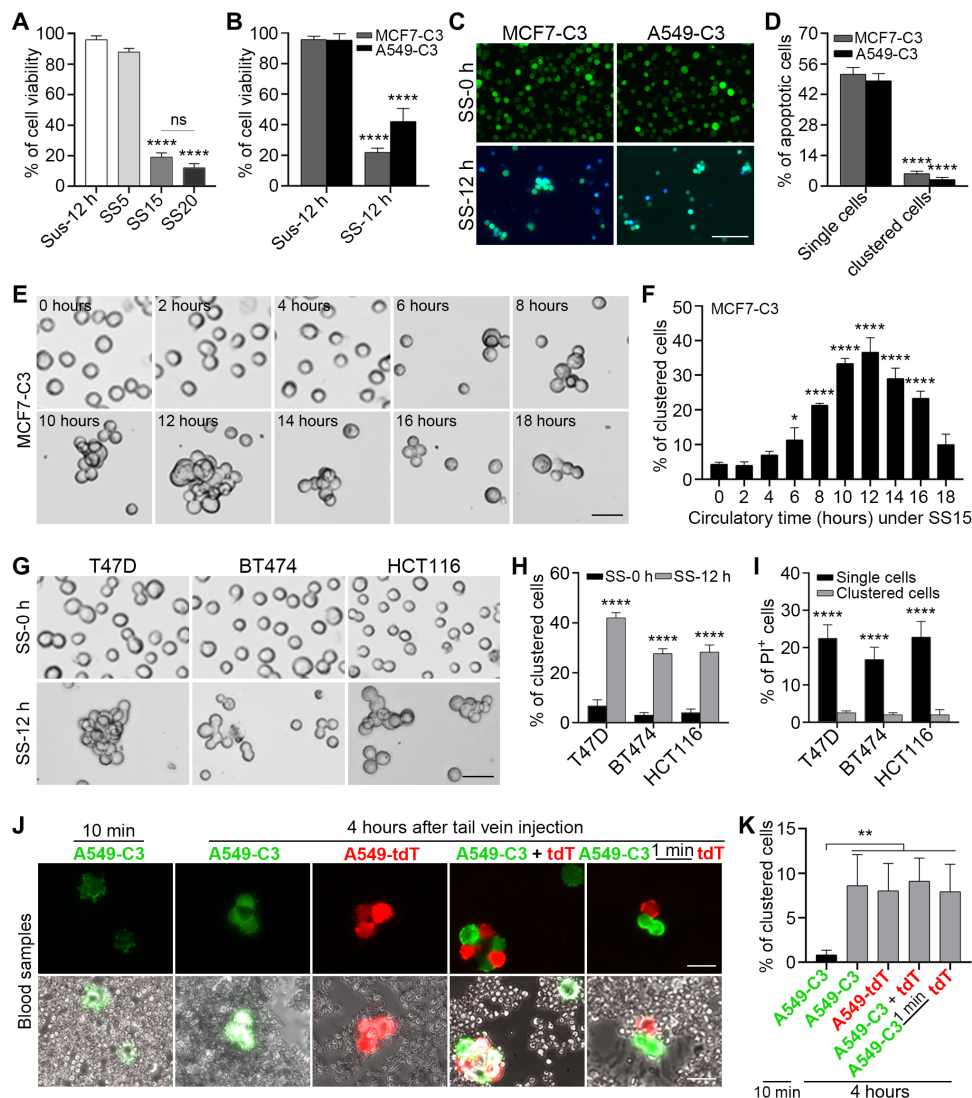 A
% of cell viability
100
80
60
40
20
0
ns
****
****
Sus-12 h
SS5
SS15
SS20
B
% of cell viability
100
80
60
40
20
0
MCF7-C3
A549-C3
****
****
Sus-12 h
SS-12 h
C
MCF7-C3
A549-C3
SS-0 h
SS-12 h
D
% of apoptotic cells
70
56
42
28
14
0
MCF7-C3
A549-C3
****
****
Single cells
clustered cells
E
MCF7-C3
0 hours
2 hours
4 hours
6 hours
8 hours
10 hours
12 hours
14 hours
16 hours
18 hours
F
MCF7-C3
% of clustered cells
50
40
30
20
10
0
*
****
****
****
****
****
0 2 4 6 8 10 12 14 16 18
Circulatory time (hours) under SS15
G
T47D
BT474
HCT116
SS-0 h
SS-12 h
H
% of clustered cells
60
40
20
0
SS-0 h
SS-12 h
****
****
****
T47D
BT474
HCT116
I
% of PI+ cells
40
30
20
10
0
Single cells
Clustered cells
****
****
****
T47D
BT474
HCT116
J
10 min
4 hours after tail vein injection
A549-C3
A549-C3
A549-tdT
A549-C3 + tdT
A549-C3 1 min tdT
Blood samples
K
% of clustered cells
15
10
5
0
**
A549-C3
A549-C3
A549-tdT
A549-C3 + tdT
A549-C3 1 min tdT
10 min
4 hours